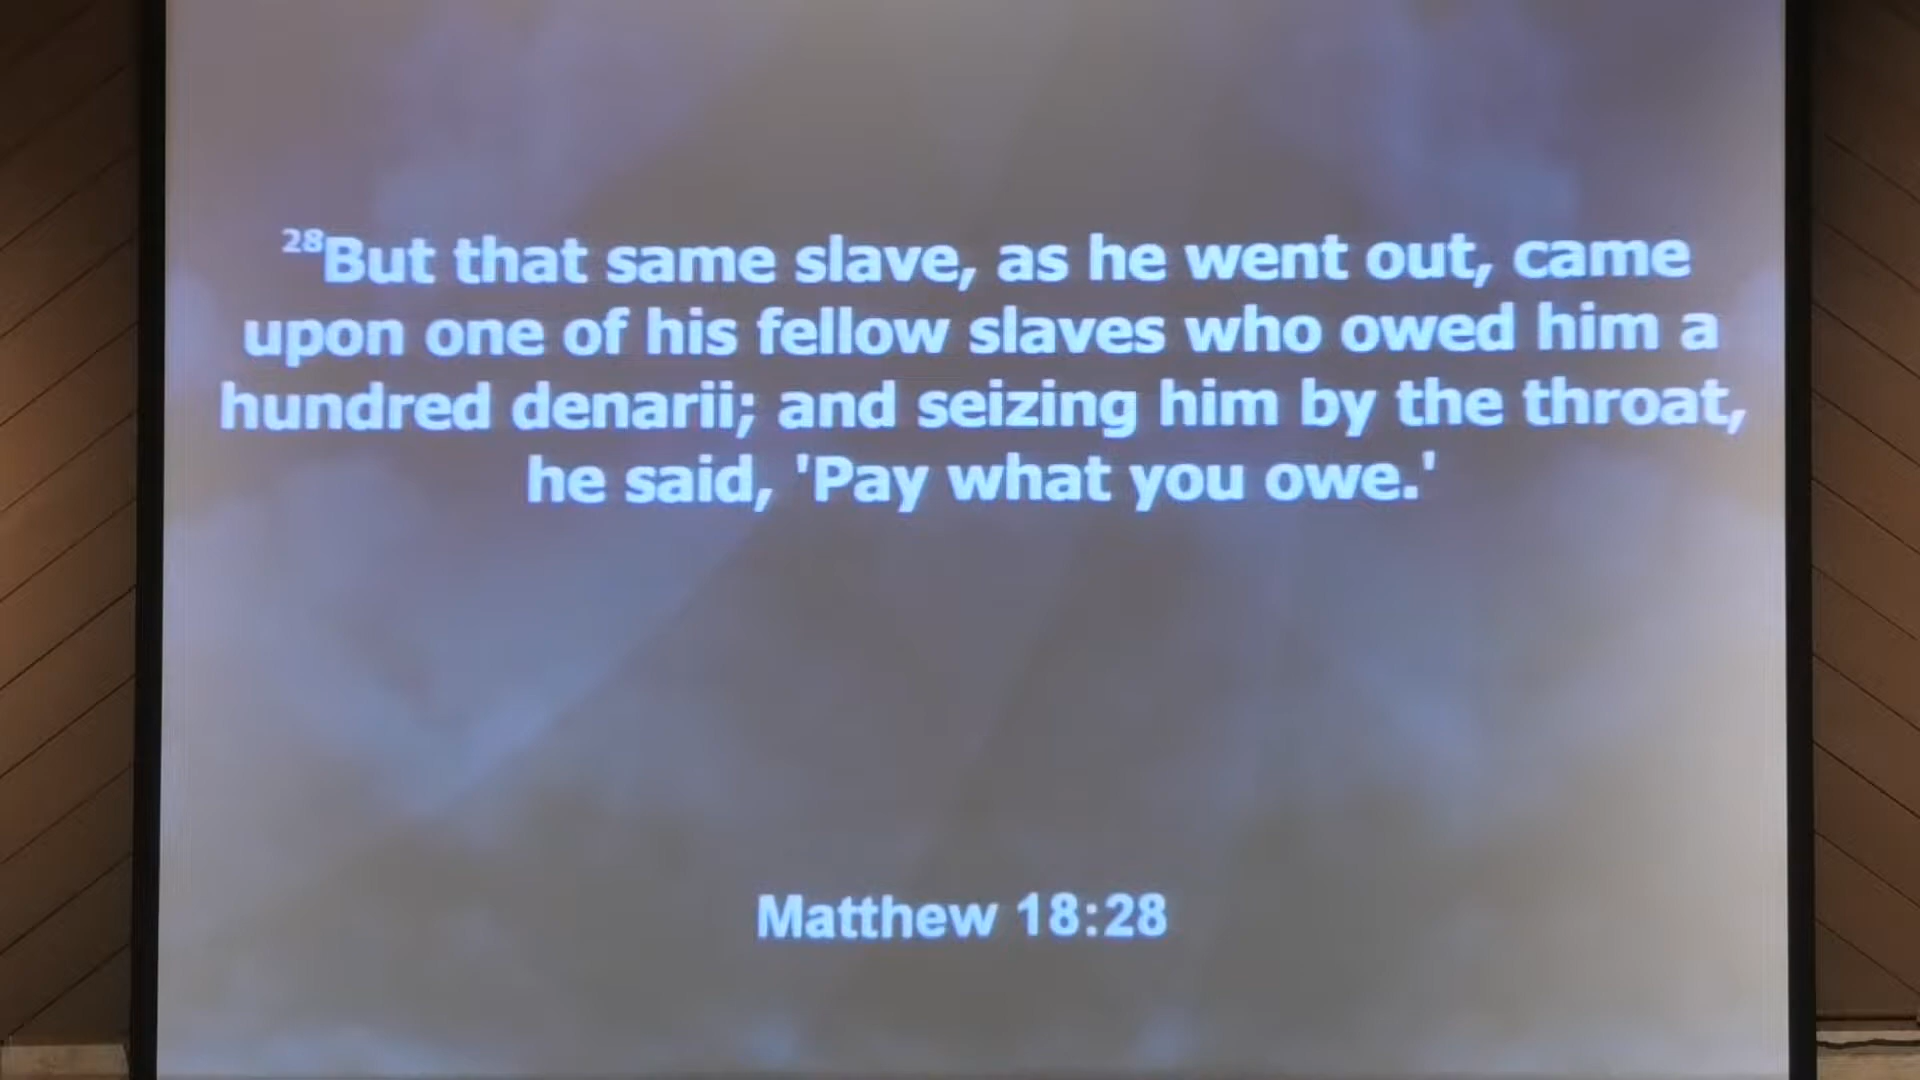 28But that same slave, as he went out, came
upon one of his fellow slaves who owed him a
hundred denarii; and seizing him by the throat,
he said, 'Pay what you owe.'
Matthew 18:28